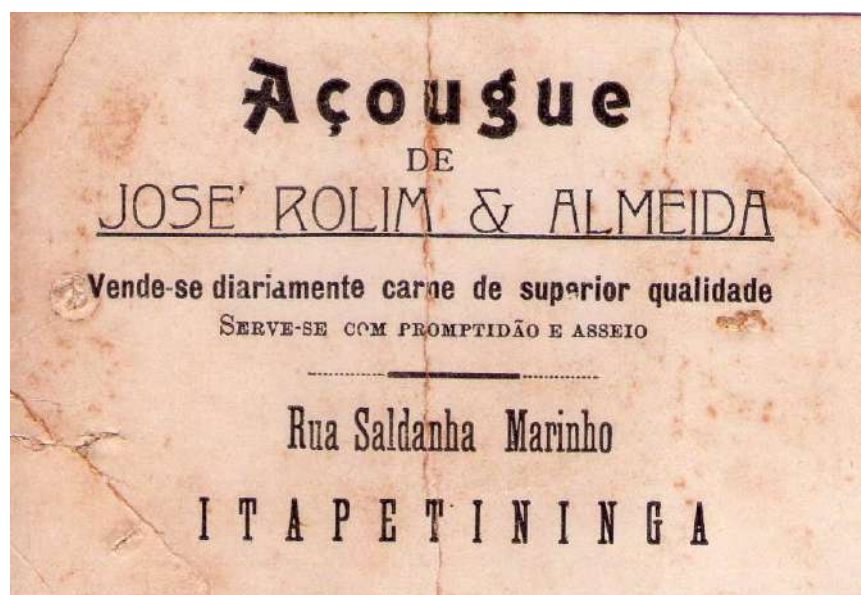 Açougue
DE
JOSE' ROLIM & ALMEIDA
Vende-se diariamente carne de superior qualidade
SERVE-SE COM PROMPTIDÃO E ASSEIO
Rua Saldanha Marinho
ITAPETININGA